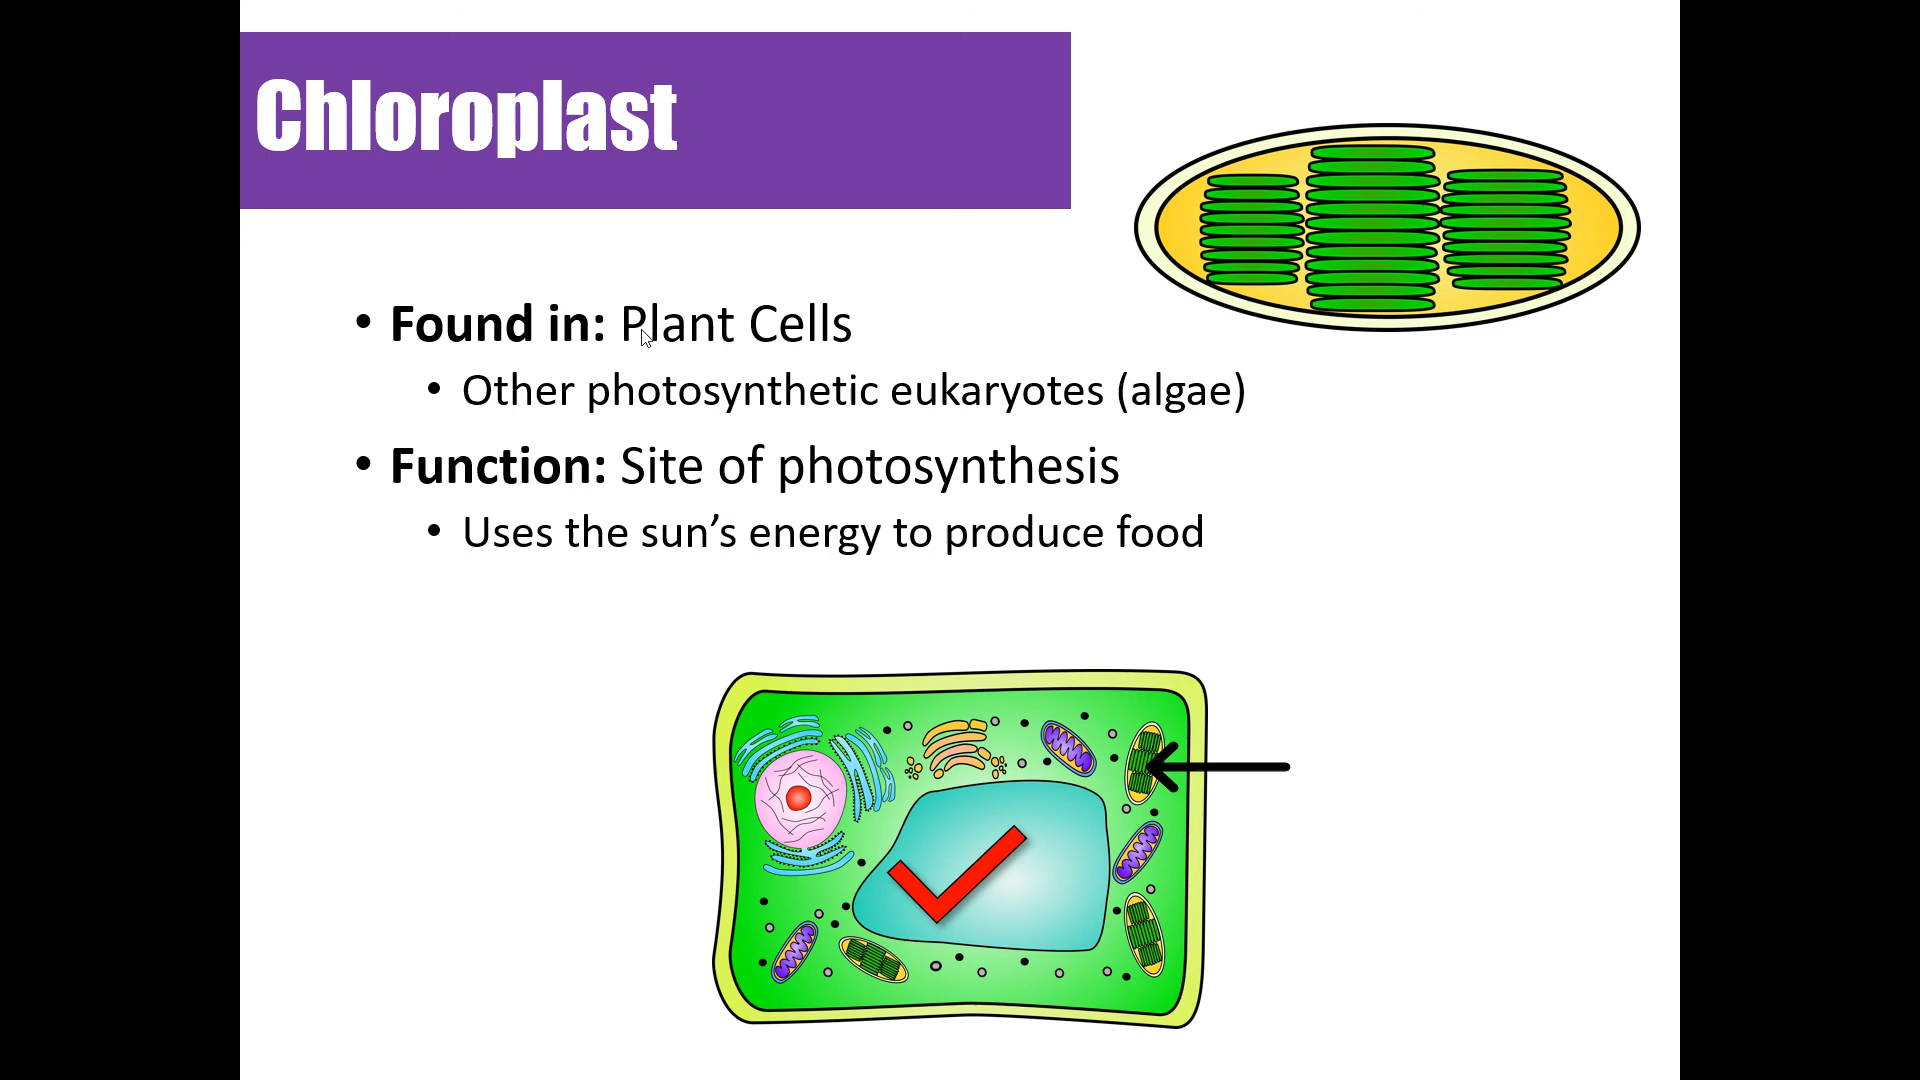 Chloroplast
• Found in: Plant Cells
• Other photosynthetic eukaryotes (algae)
• Function: Site of photosynthesis
• Uses the sun’s energy to produce food